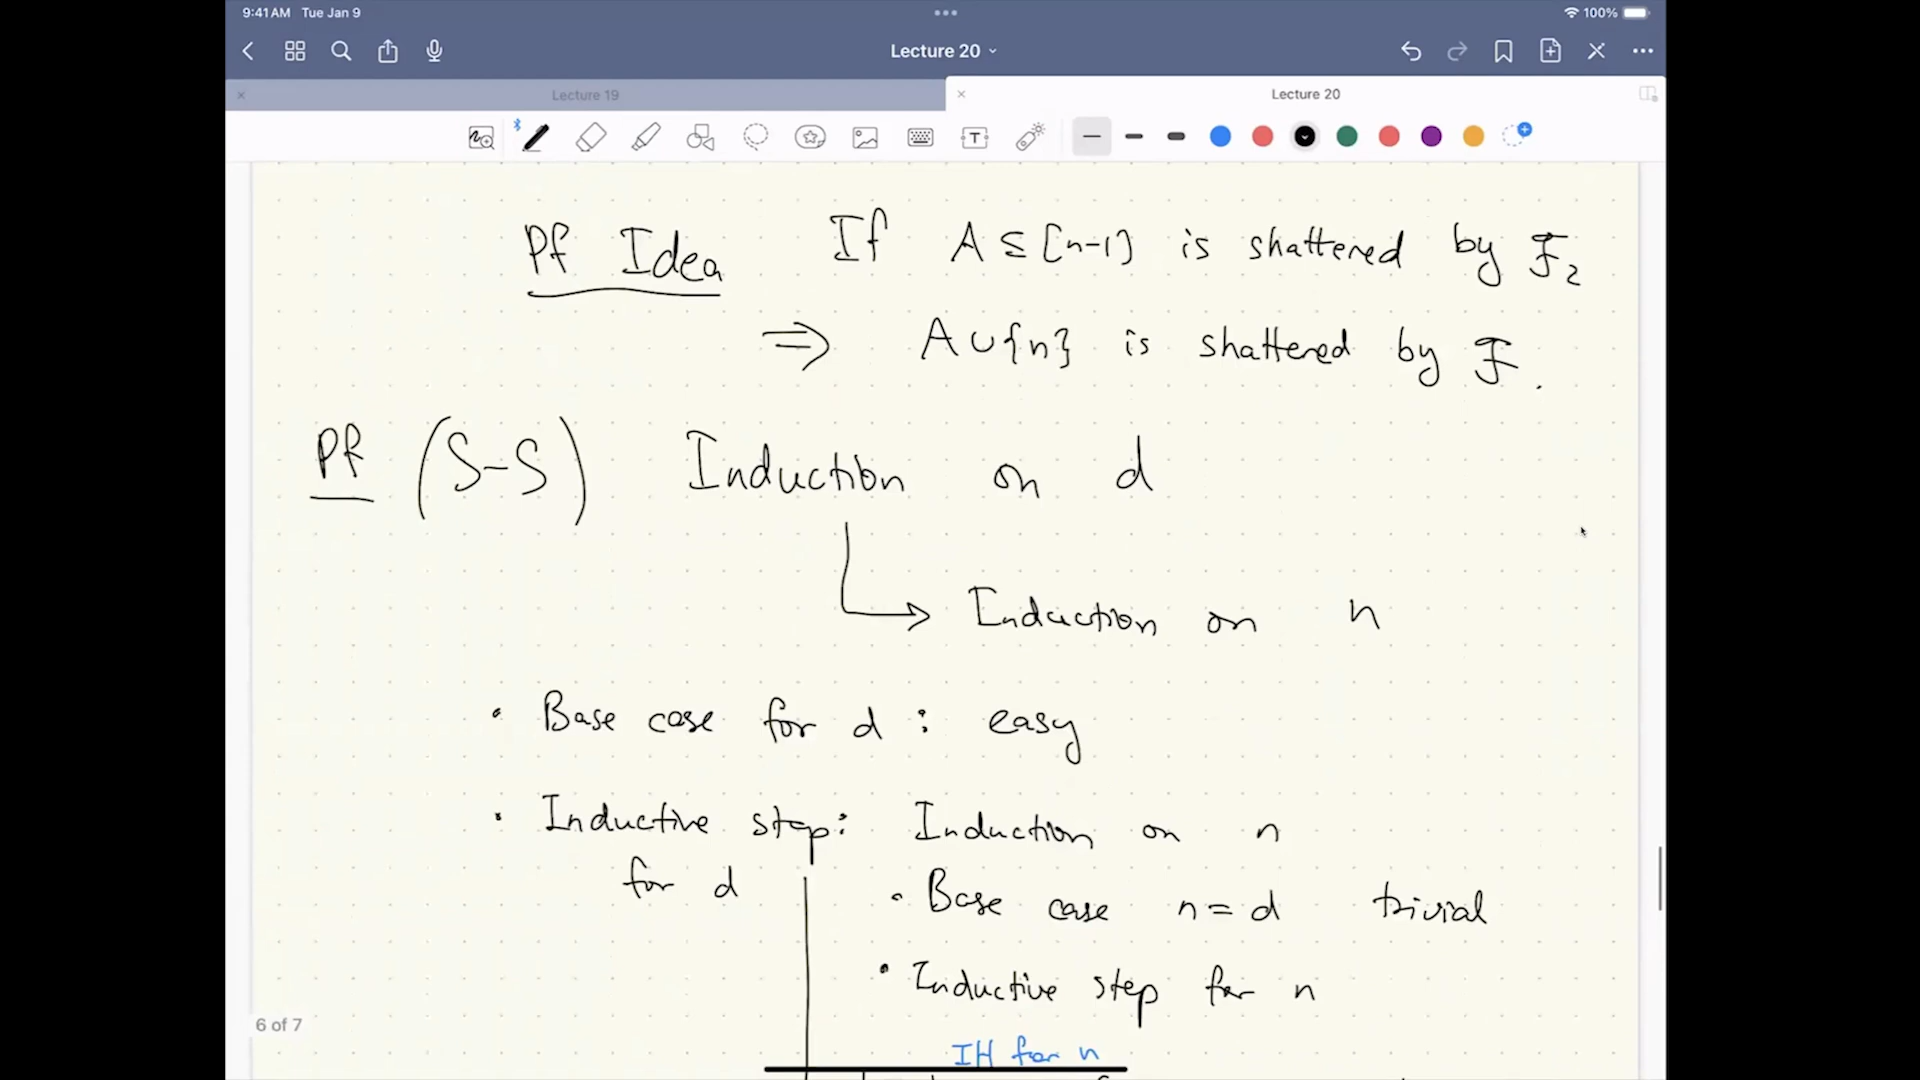 9:41 AM Tue Jan 9
100%
Lecture 20
Lecture 19
Lecture 20
Pf Idea If A ⊆ [n-1] is shattered by F₂
⇒ A ∪ {n} is shattered by F.
Pf (S-S) Induction on d
Induction on n
• Base case for d : easy
• Inductive step: Induction on n
for d
• Base case n = d trivial
• Inductive step for n
6 of 7
IH for n